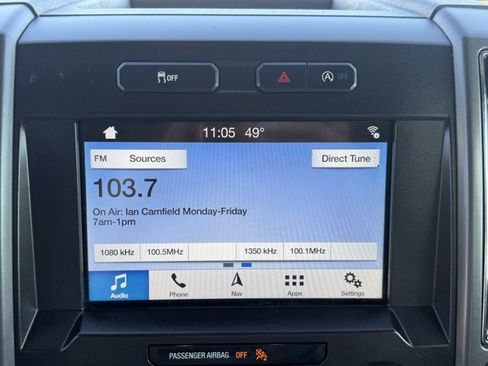 OFF
A OFF
11:05 49°
FM Sources Direct Tune
103.7
On Air: Ian Camfield Monday-Friday
7am-1pm
1080 kHz 100.5MHz 1350 kHz 100.1MHz
Audio Phone Nav Apps Settings
PASSENGER AIRBAG OFF 2